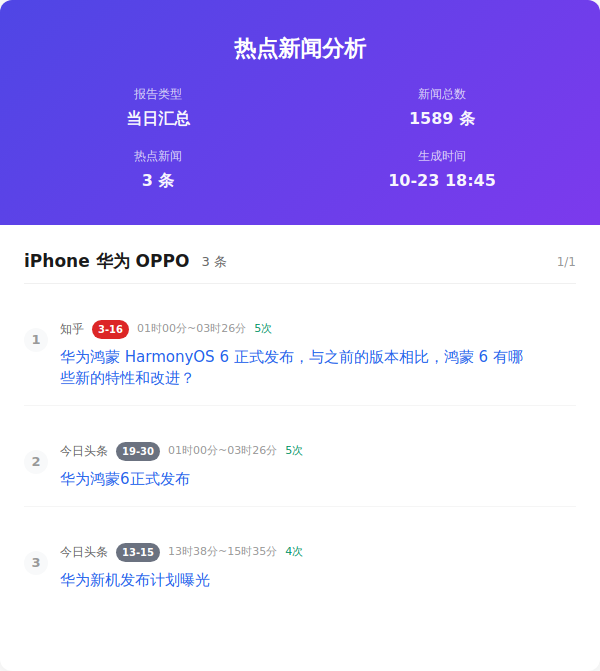 热点新闻分析
报告类型
新闻总数
当日汇总
1589 条
热点新闻
生成时间
3 条
10-23 18:45
iPhone 华为 OPPO 3 条 1/1
1 知乎 3-16 01时00分~03时26分 5次
华为鸿蒙 HarmonyOS 6 正式发布，与之前的版本相比，鸿蒙 6 有哪
些新的特性和改进？
2 今日头条 19-30 01时00分~03时26分 5次
华为鸿蒙6正式发布
3 今日头条 13-15 13时38分~15时35分 4次
华为新机发布计划曝光